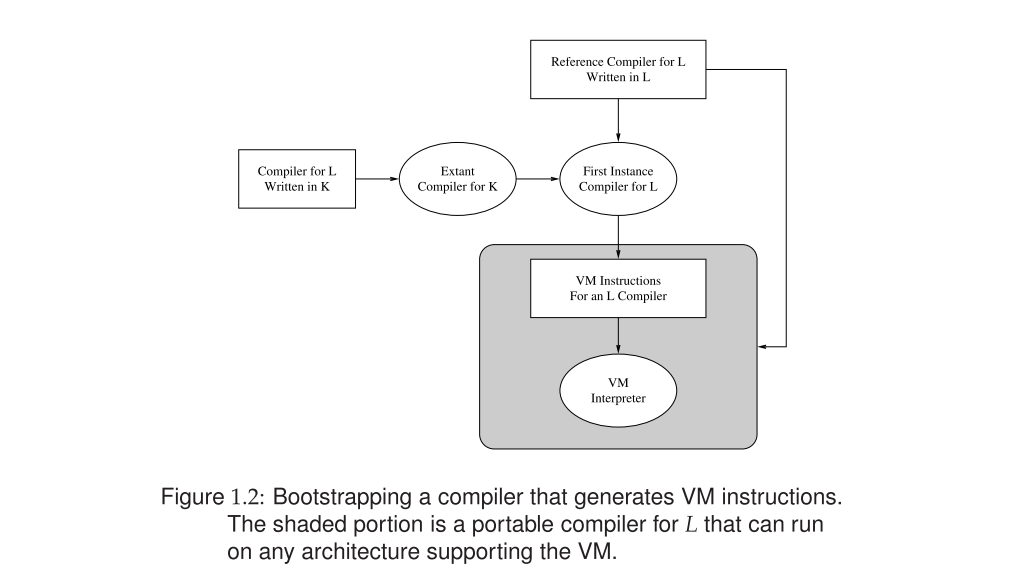 Reference Compiler for L
Written in L
Compiler for L
Written in K
Extant
Compiler for K
First Instance
Compiler for L
VM Instructions
For an L Compiler
VM
Interpreter
Figure 1.2: Bootstrapping a compiler that generates VM instructions.
The shaded portion is a portable compiler for L that can run
on any architecture supporting the VM.